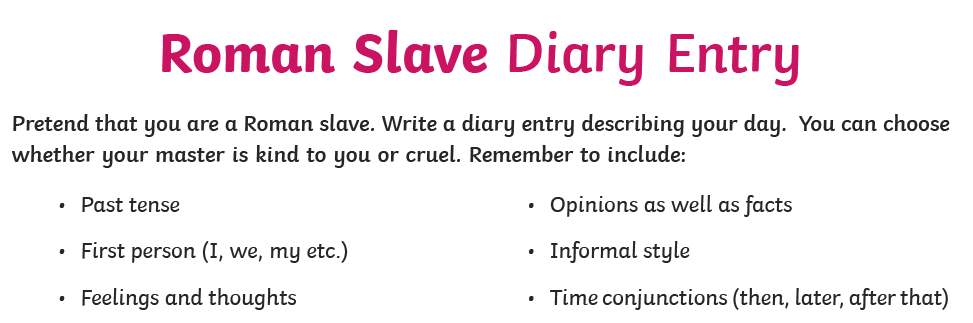 Roman Slave Diary Entry
Pretend that you are a Roman slave. Write a diary entry describing your day. You can choose
whether your master is kind to you or cruel. Remember to include:
• Past tense
• First person (I, we, my etc.)
• Feelings and thoughts
• Opinions as well as facts
• Informal style
• Time conjunctions (then, later, after that)